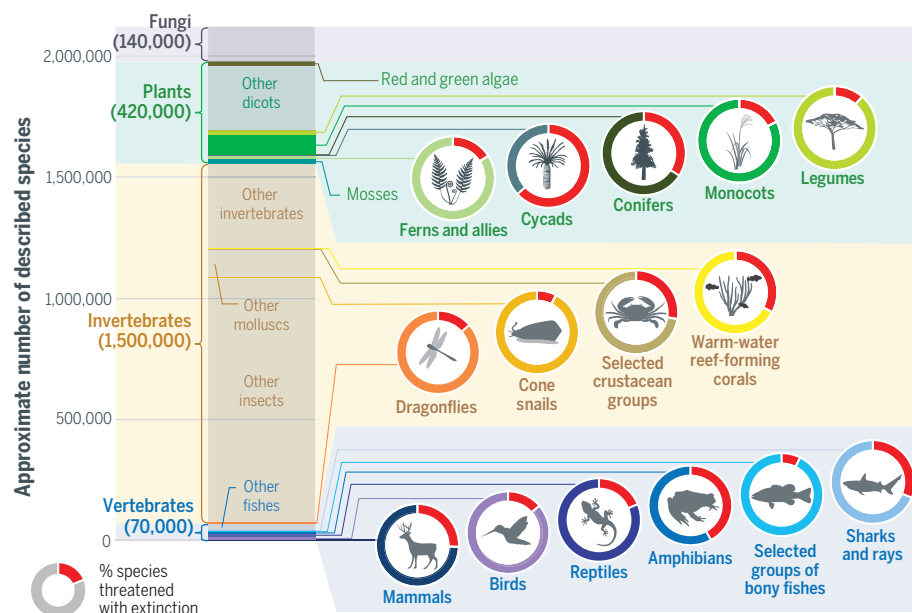 Approximate number of described species
Fungi
(140,000)
2,000,000
Plants
(420,000)
1,500,000
1,000,000
Invertebrates
(1,500,000)
500,000
Vertebrates
(70,000)
0
Other
dicots
Red and green algae
Mosses
Ferns and allies
Cycads
Conifers
Monocots
Legumes
Other
invertebrates
Other
molluscs
Other
insects
Dragonflies
Cone
snails
Selected
crustacean
groups
Warm-water
reef-forming
corals
Other
fishes
Mammals
Birds
Reptiles
Amphibians
Selected
groups of
bony fishes
Sharks
and rays
% species
threatened
with extinction